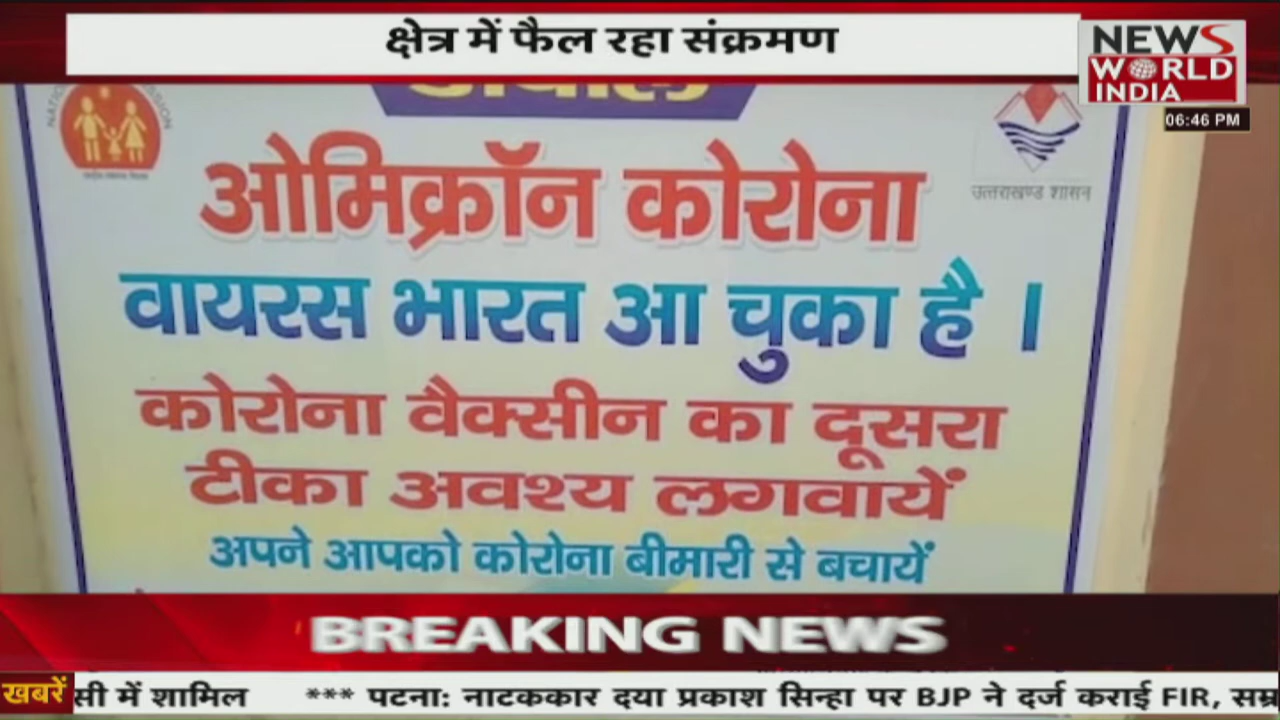 क्षेत्र में फैल रहा संक्रमण
NEWS
WORLD
INDIA
06:46 PM
उत्तराखण्ड शासन
ओमिक्रॉन कोरोना
वायरस भारत आ चुका है ।
कोरोना वैक्सीन का दूसरा
टीका अवश्य लगवायें
अपने आपको कोरोना बीमारी से बचायें
BREAKING NEWS
खबरें
सी में शामिल *** पटना: नाटककार दया प्रकाश सिन्हा पर BJP ने दर्ज कराई FIR, सम्र